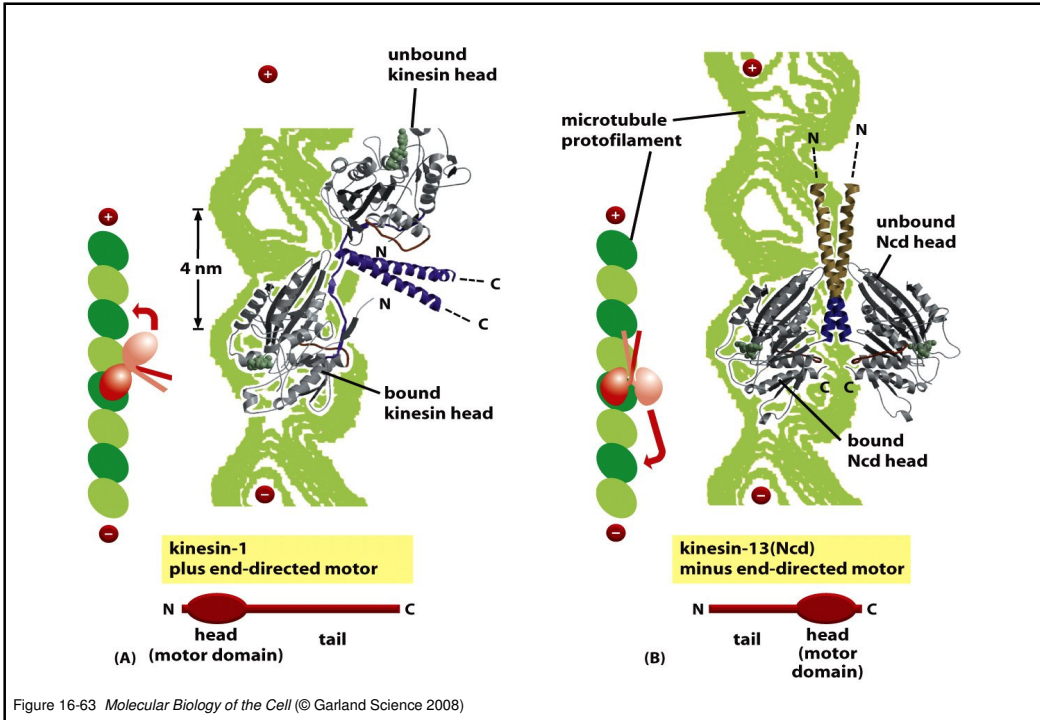 +
unbound
kinesin head
+
4 nm
N
N
C
C
bound
kinesin head
−
−
kinesin-1
plus end-directed motor
N
C
head
(motor domain)
tail
(A)
+
microtubule
protofilament
N
N
+
unbound
Ncd head
C
C
bound
Ncd head
−
−
kinesin-13(Ncd)
minus end-directed motor
N
C
tail
head
(motor
domain)
(B)
Figure 16-63 Molecular Biology of the Cell (© Garland Science 2008)